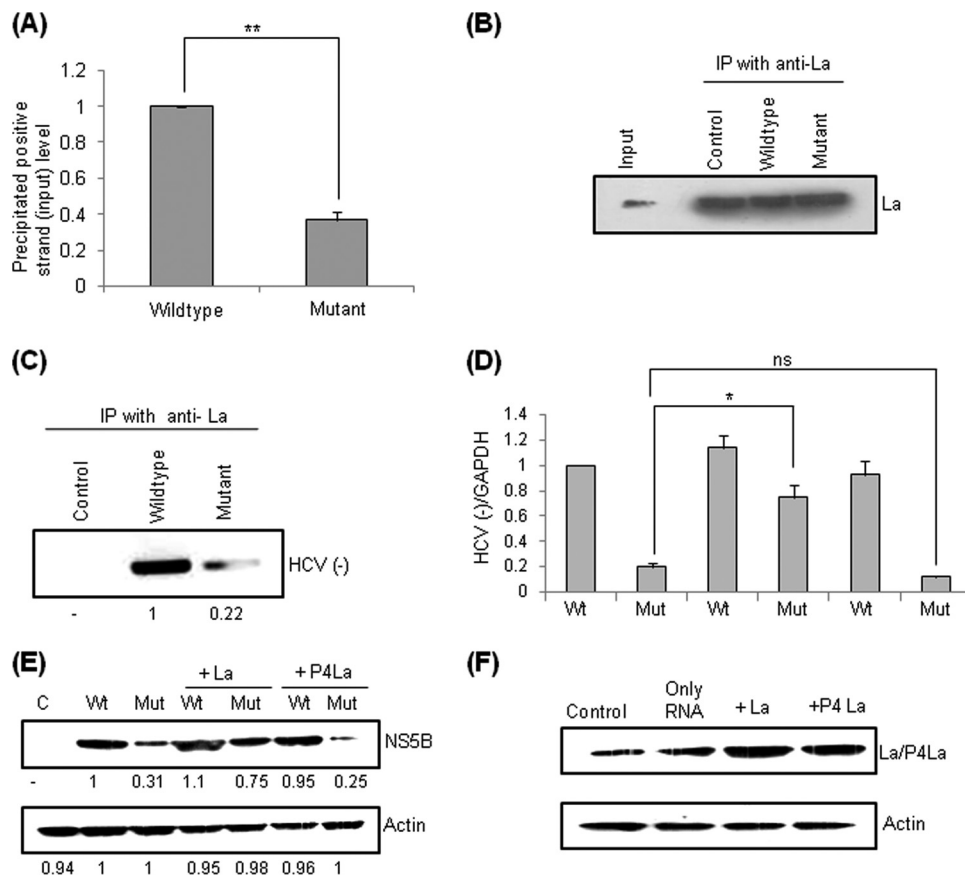 (A)
**
Precipitated positive
strand (input) level
1.2
1
0.8
0.6
0.4
0.2
0
Wildtype Mutant
(B)
IP with anti-La
Input Control Wildtype Mutant
La
(C)
IP with anti- La
Control Wildtype Mutant
HCV (-)
- 1 0.22
(D)
ns
*
HCV (-)/GAPDH
1.4
1.2
1
0.8
0.6
0.4
0.2
0
Wt Mut Wt Mut Wt Mut
(E)
+ La + P4La
C Wt Mut Wt Mut Wt Mut
NS5B
- 1 0.31 1.1 0.75 0.95 0.25
Actin
0.94 1 1 0.95 0.98 0.96 1
(F)
Control Only RNA + La +P4 La
La/P4La
Actin